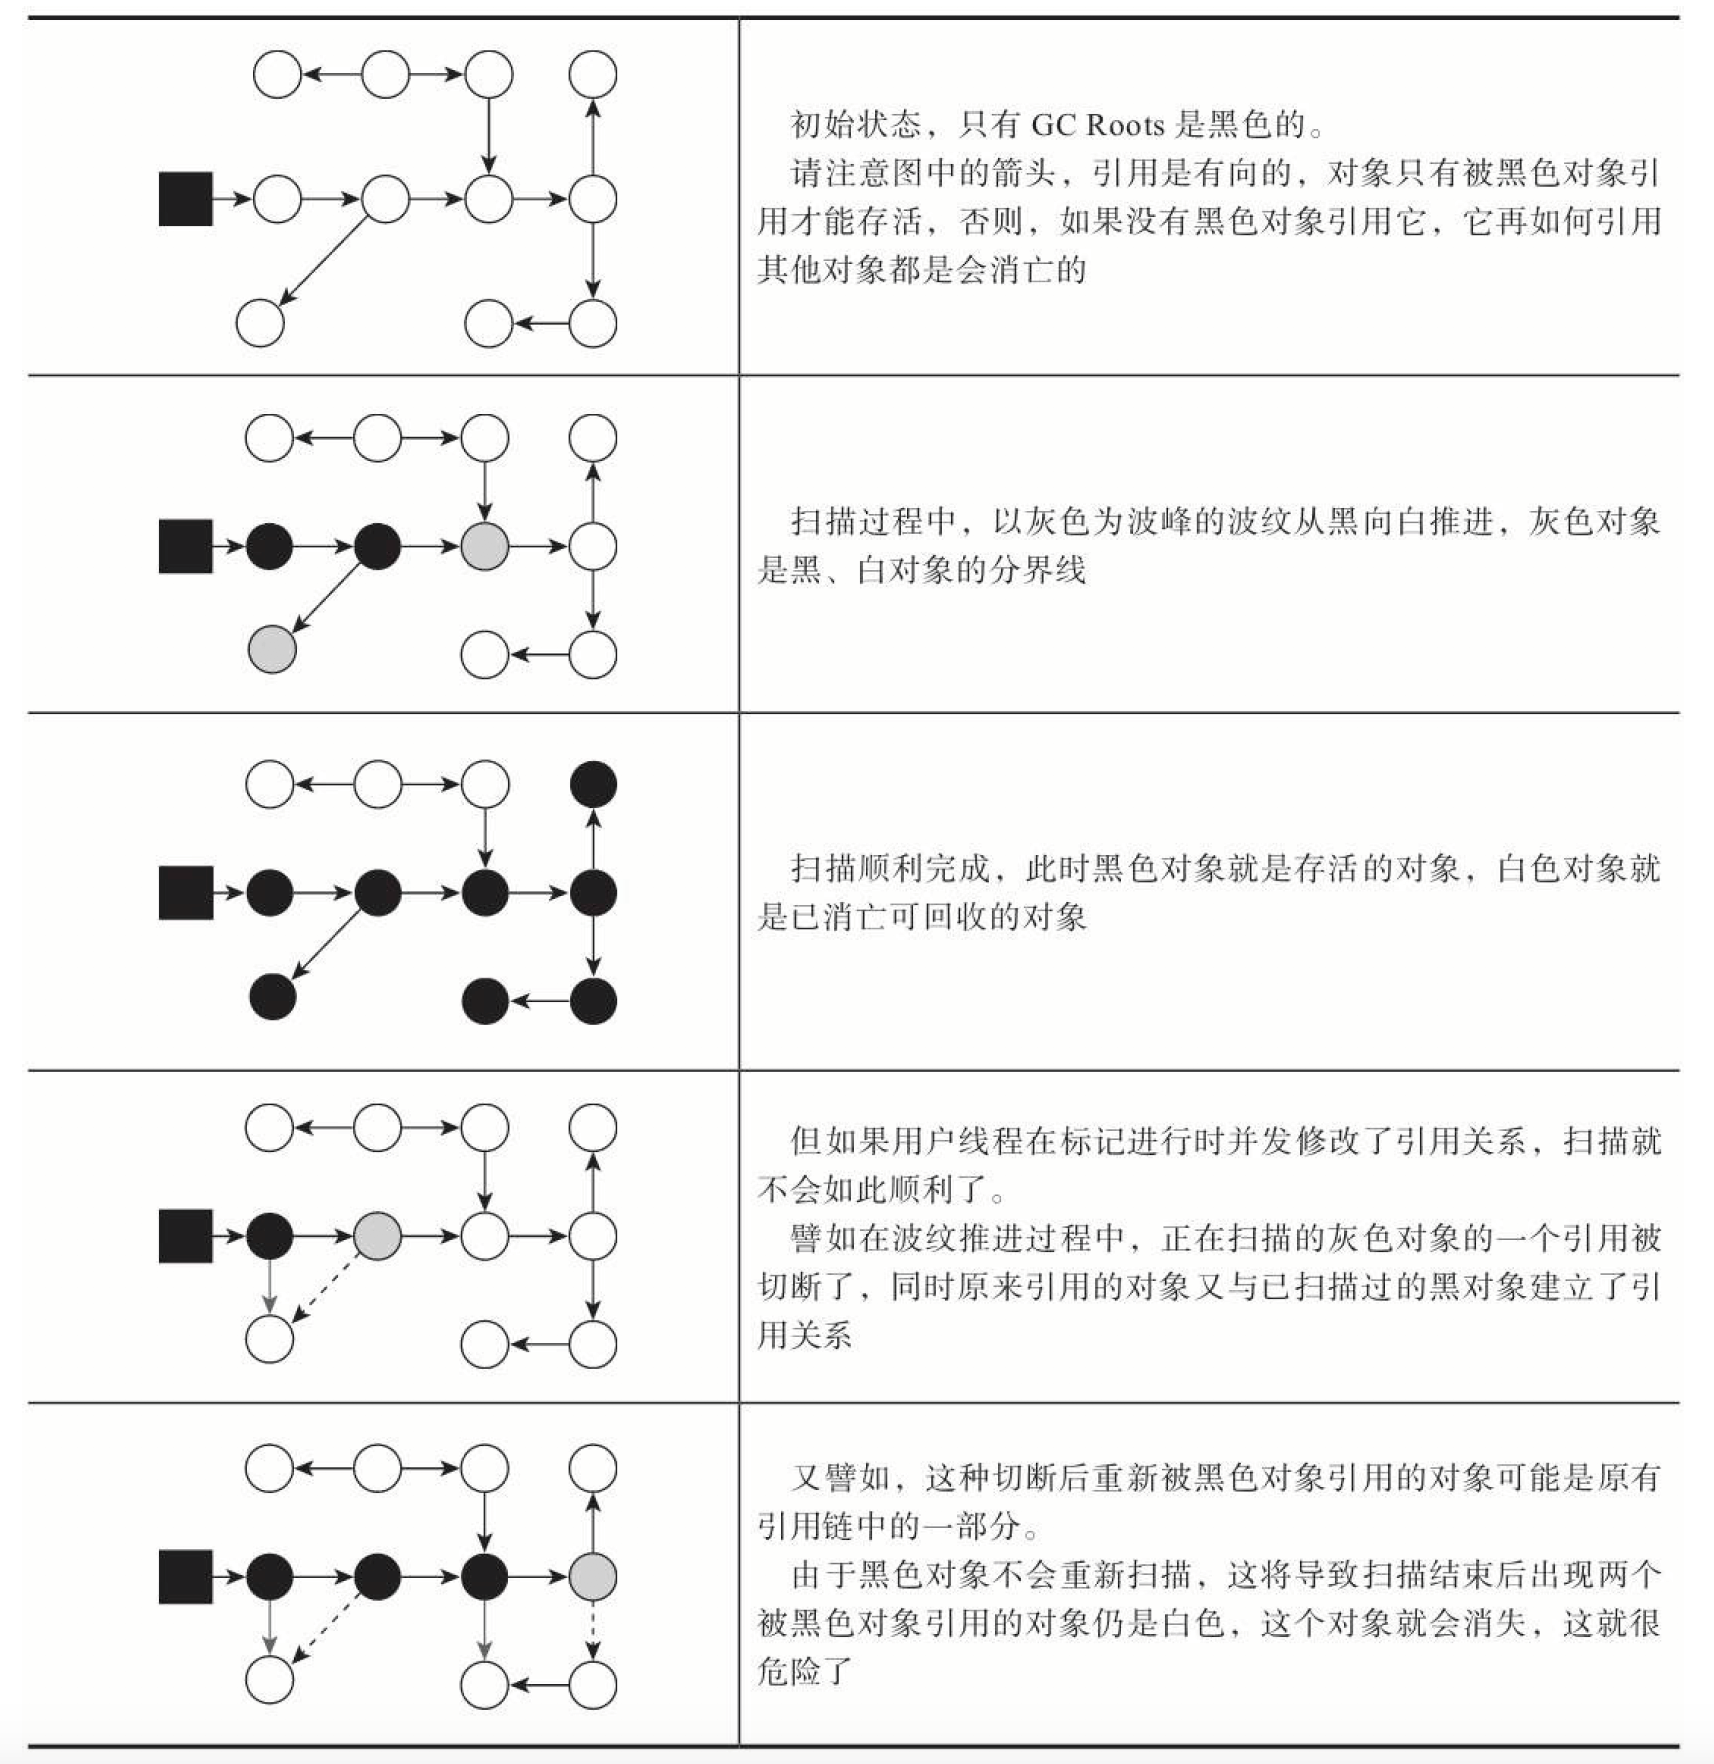 初始状态，只有 GC Roots 是黑色的。
请注意图中的箭头，引用是有向的，对象只有被黑色对象引
用才能存活，否则，如果没有黑色对象引用它，它再如何引用
其他对象都是会消亡的
扫描过程中，以灰色为波峰的波纹从黑向白推进，灰色对象
是黑、白对象的分界线
扫描顺利完成，此时黑色对象就是存活的对象，白色对象就
是已消亡可回收的对象
但如果用户线程在标记进行时并发修改了引用关系，扫描就
不会如此顺利了。
譬如在波纹推进过程中，正在扫描的灰色对象的一个引用被
切断了，同时原来引用的对象又与已扫描过的黑对象建立了引
用关系
又譬如，这种切断后重新被黑色对象引用的对象可能是原有
引用链中的一部分。
由于黑色对象不会重新扫描，这将导致扫描结束后出现两个
被黑色对象引用的对象仍是白色，这个对象就会消失，这就很
危险了